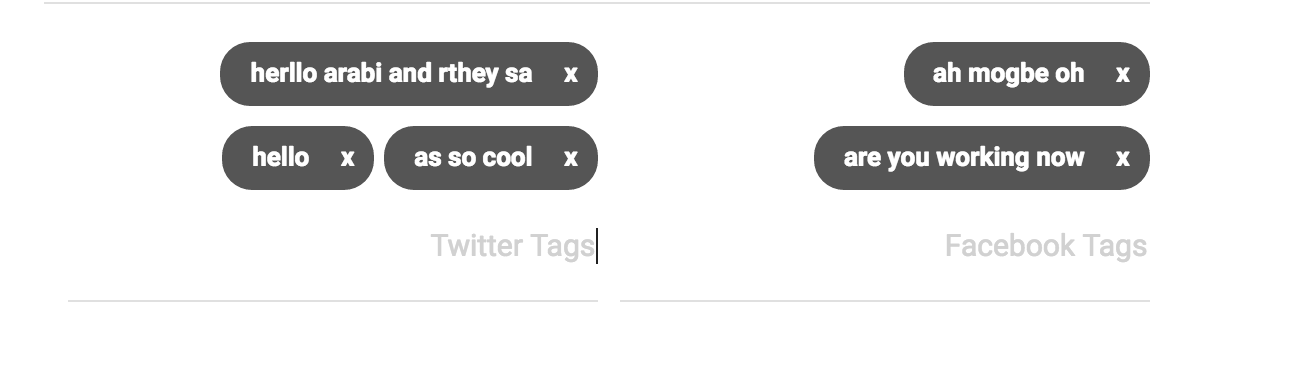 herllo arabi and rthey sa x
hello x as so cool x
Twitter Tags
ah mogbe oh x
are you working now x
Facebook Tags